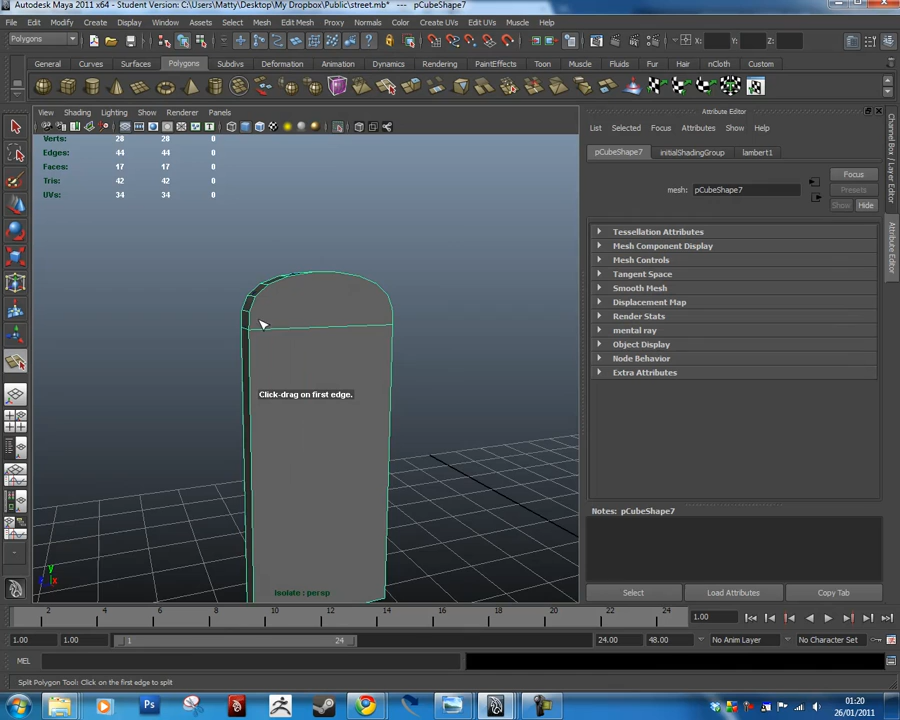 Autodesk Maya 2011 x64 - Student Version: C:\Users\Matty\Desktop\My Dropbox\Public\street.mb* --- pCubeShape7
File Modify Create Display Window Assets Select Mesh Edit Mesh Proxy Normals Color Create UVs Edit UVs Muscle Help
Polygons X: Y: Z:
General Curves Surfaces Polygons Subdivs Deformation Animation Dynamics Rendering PaintEffects Toon Muscle Fluids Fur Hair nCloth Custom
View Shading Lighting Show Renderer Panels
Verts: 28 28 0
Edges: 44 44 0
Faces: 17 17 0
Tris: 42 42 0
UVs: 34 34 0
Click-drag on first edge.
y
z x
Isolate : persp
Attribute Editor
List Selected Focus Attributes Show Help
pCubeShape7 initialShadingGroup lambert1
Focus
mesh: pCubeShape7 Presets
Show Hide
Tessellation Attributes
Mesh Component Display
Mesh Controls
Tangent Space
Smooth Mesh
Displacement Map
Render Stats
mental ray
Object Display
Node Behavior
Extra Attributes
Notes: pCubeShape7
Select Load Attributes Copy Tab
Channel Box / Layer Editor
Attribute Editor
2 4 6 8 10 12 14 16 18 20 22 24 1.00
1.00 1.00 1 24 24.00 48.00 No Anim Layer No Character Set
MEL
Split Polygon Tool: Click on the first edge to split
Ps
01:20
26/01/2011